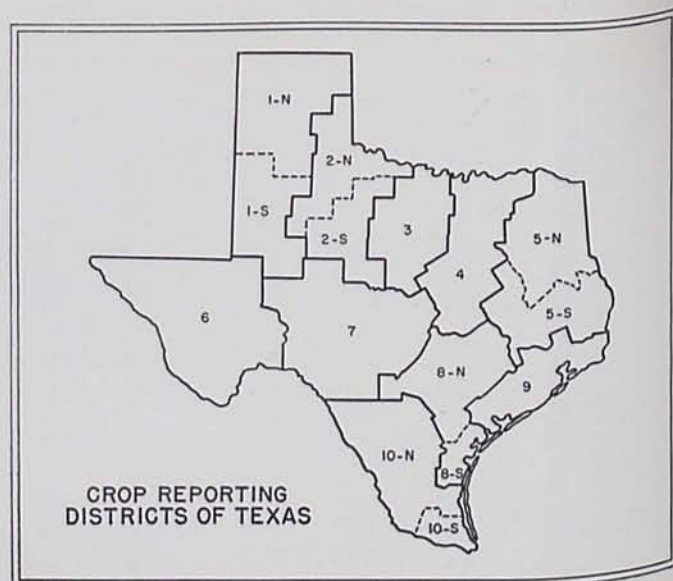 1-N
2-N
1-S
2-S
3
4
5-N
5-S
6
7
8-N
9
10-N
8-S
10-S
CROP REPORTING
DISTRICTS OF TEXAS